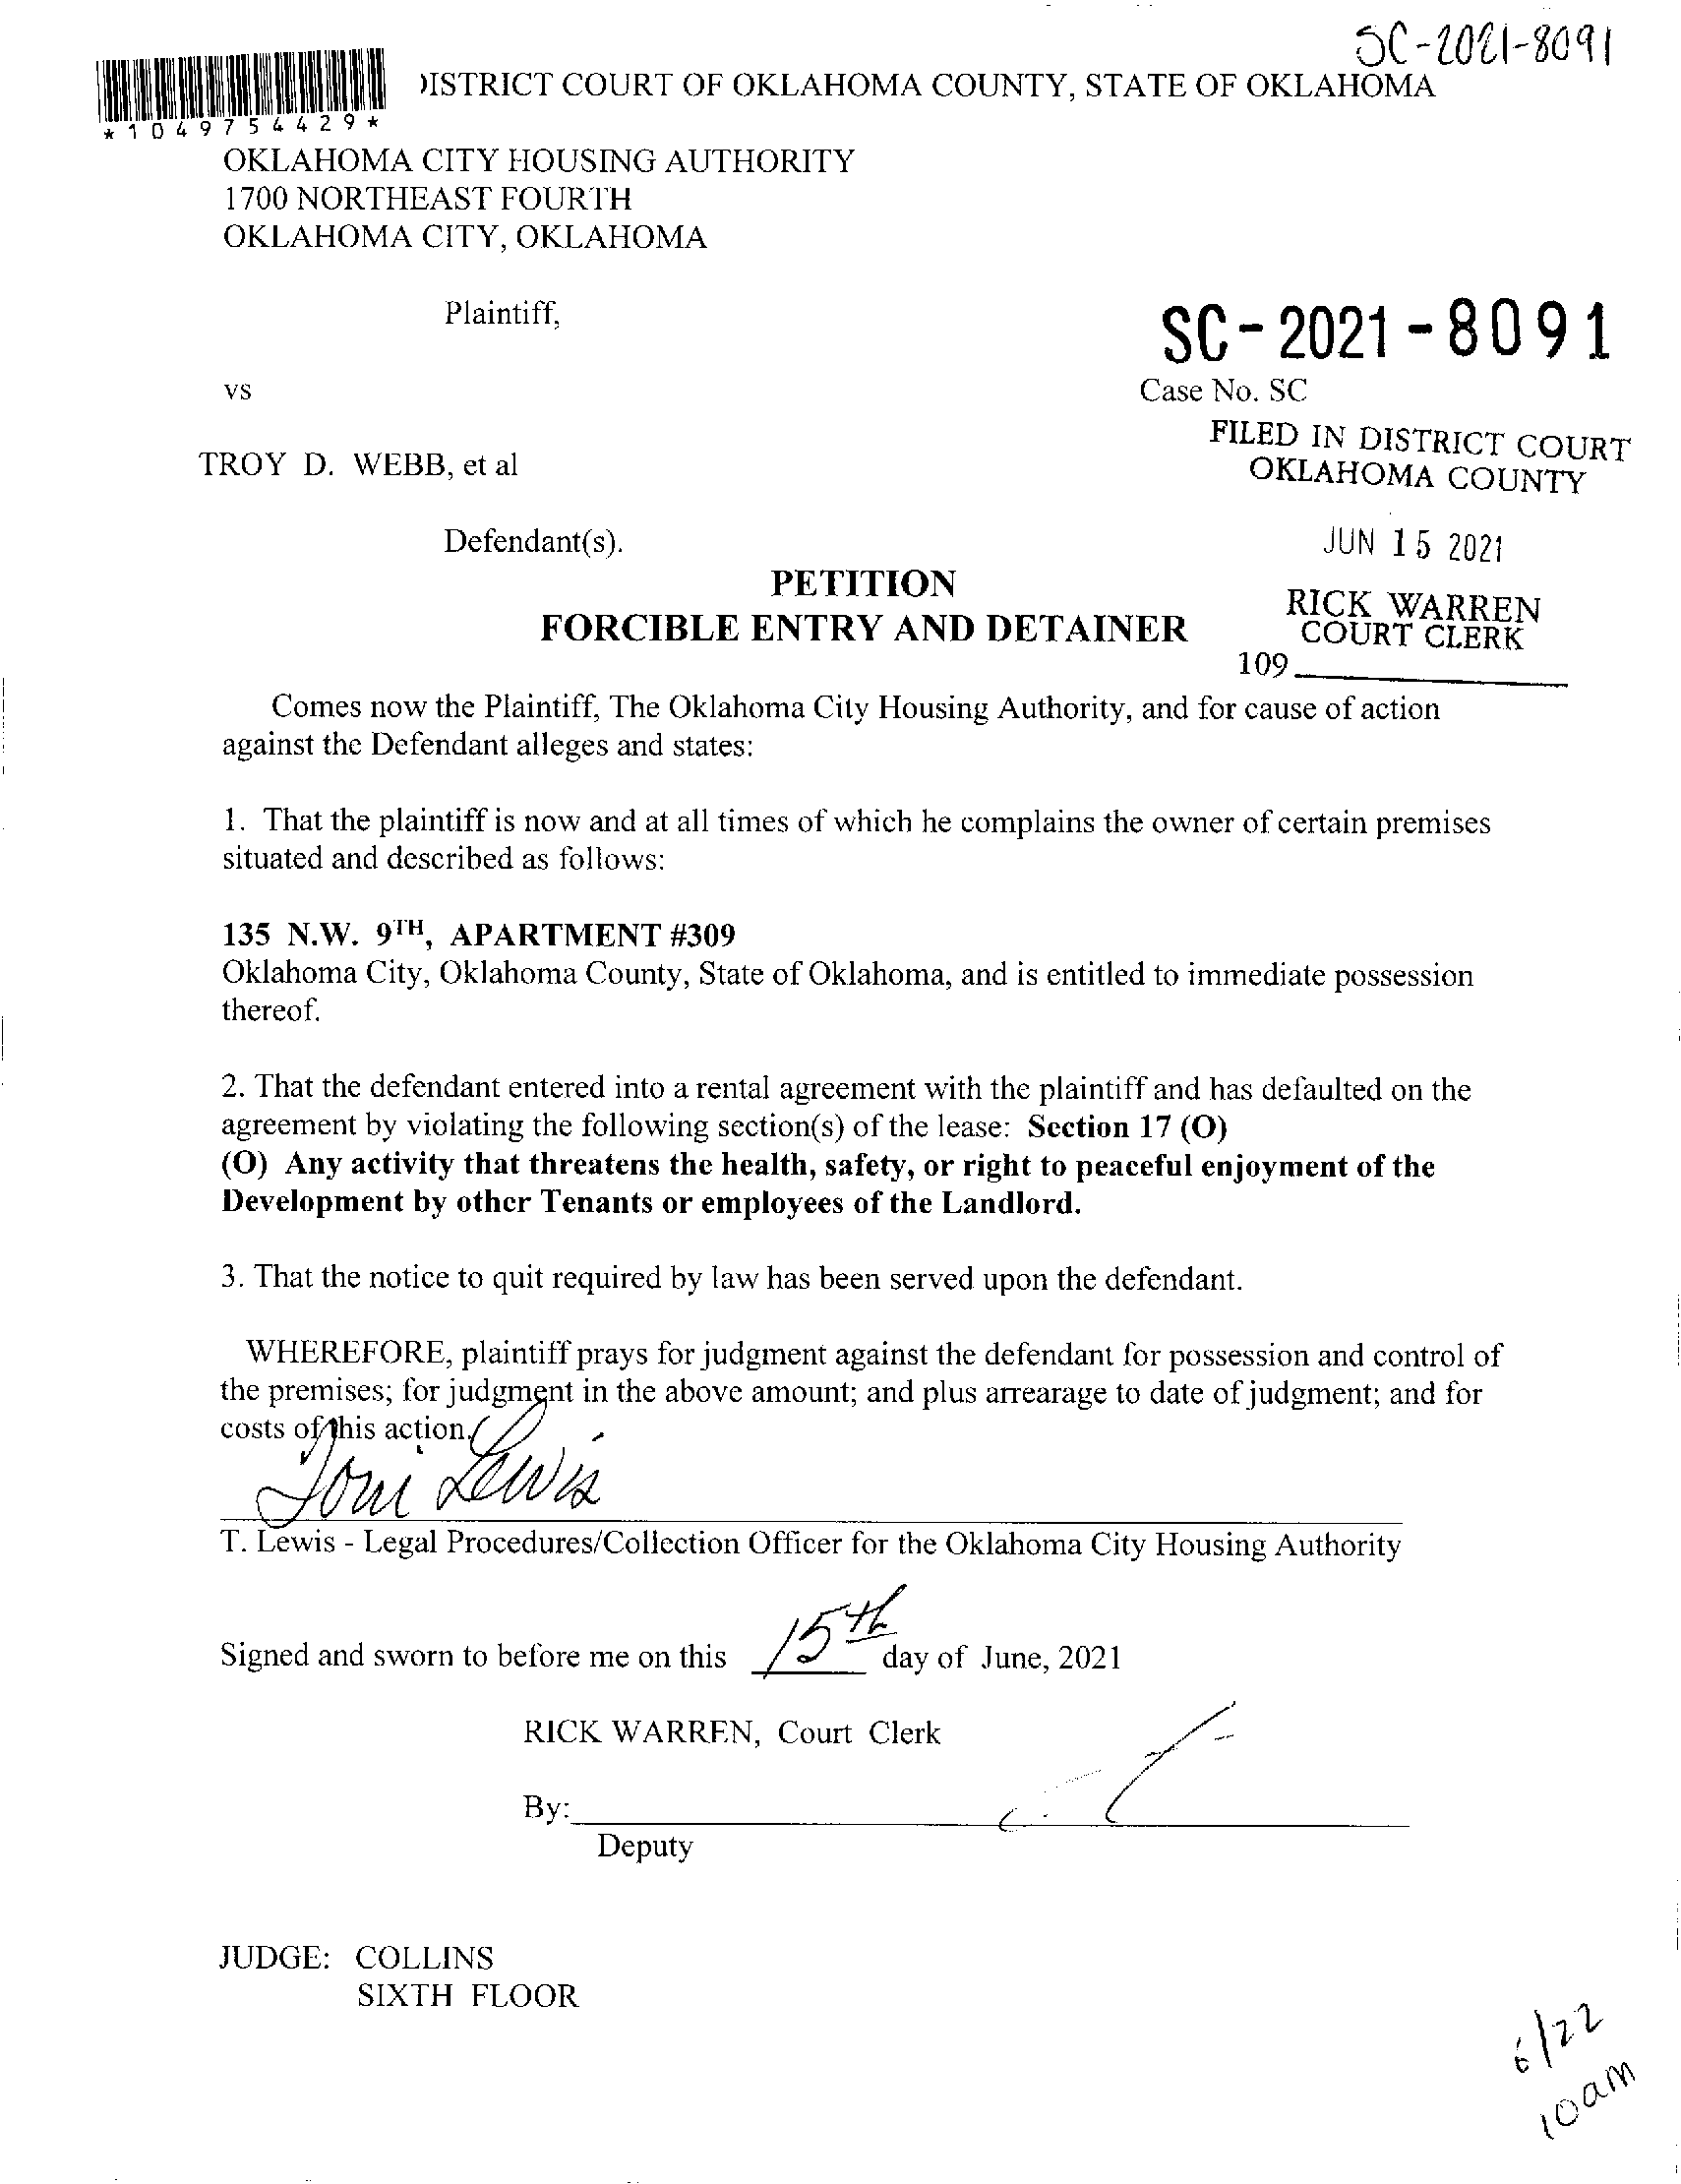 SC-2021-8091
DISTRICT COURT OF OKLAHOMA COUNTY, STATE OF OKLAHOMA
*1049754429*
OKLAHOMA CITY HOUSING AUTHORITY
1700 NORTHEAST FOURTH
OKLAHOMA CITY, OKLAHOMA
Plaintiff,
SC-2021-8091
vs
Case No. SC
FILED IN DISTRICT COURT
OKLAHOMA COUNTY
TROY D. WEBB, et al
Defendant(s).
JUN 15 2021
PETITION
FORCIBLE ENTRY AND DETAINER
RICK WARREN
COURT CLERK
109
Comes now the Plaintiff, The Oklahoma City Housing Authority, and for cause of action
against the Defendant alleges and states:
1. That the plaintiff is now and at all times of which he complains the owner of certain premises
situated and described as follows:
135 N.W. 9TH, APARTMENT #309
Oklahoma City, Oklahoma County, State of Oklahoma, and is entitled to immediate possession
thereof.
2. That the defendant entered into a rental agreement with the plaintiff and has defaulted on the
agreement by violating the following section(s) of the lease: Section 17 (O)
(O) Any activity that threatens the health, safety, or right to peaceful enjoyment of the
Development by other Tenants or employees of the Landlord.
3. That the notice to quit required by law has been served upon the defendant.
WHEREFORE, plaintiff prays for judgment against the defendant for possession and control of
the premises; for judgment in the above amount; and plus arrearage to date of judgment; and for
costs of this action.
Toni Lewis
T. Lewis - Legal Procedures/Collection Officer for the Oklahoma City Housing Authority
Signed and sworn to before me on this 15th day of June, 2021
RICK WARREN, Court Clerk
By:
Deputy
JUDGE: COLLINS
SIXTH FLOOR
6/22
10am